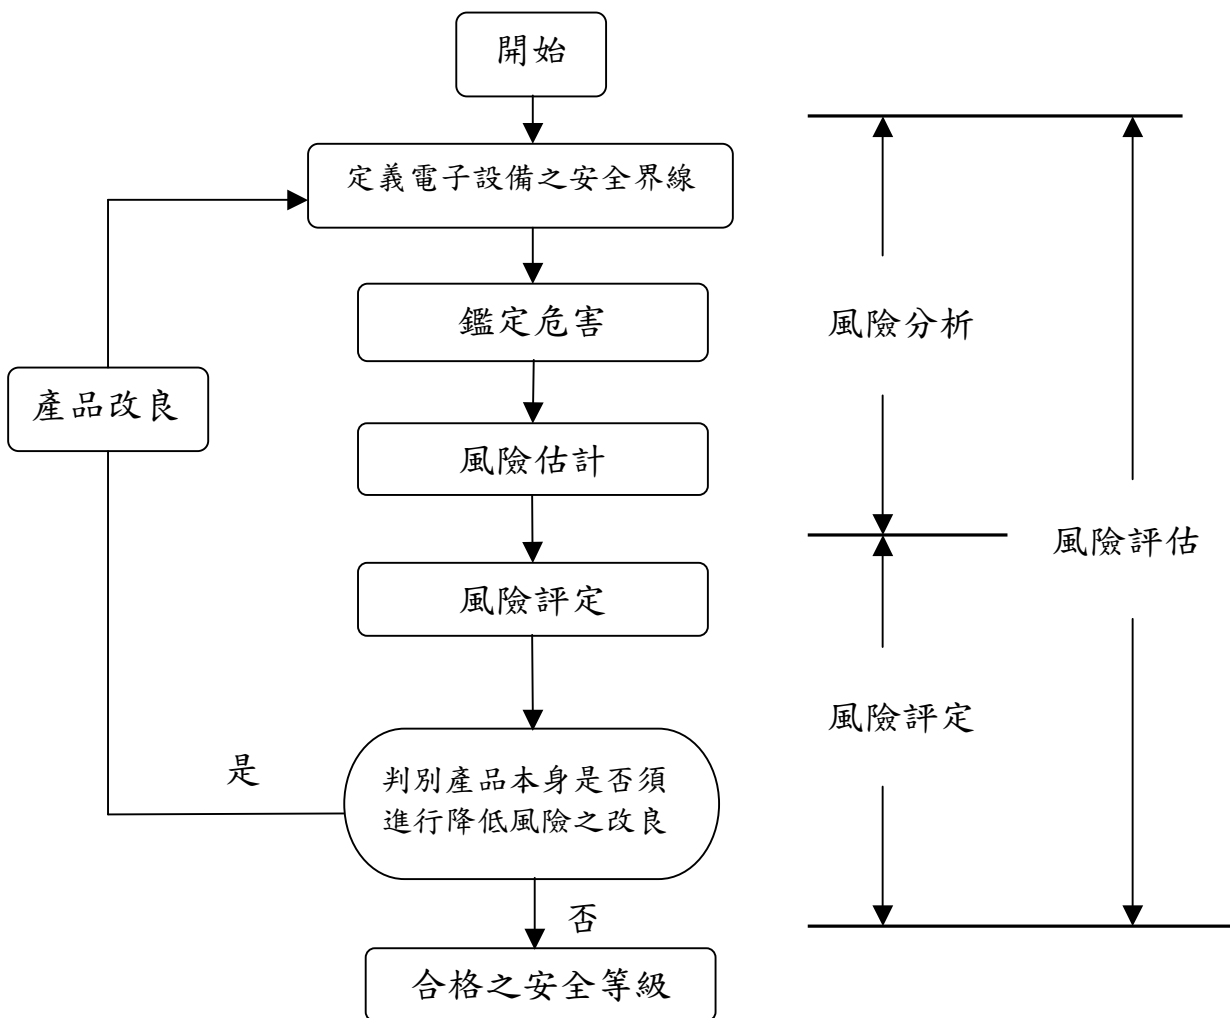 開始
定義電子設備之安全界線
鑑定危害
風險分析
產品改良
風險估計
風險評估
風險評定
風險評定
是
判別產品本身是否須
進行降低風險之改良
否
合格之安全等級